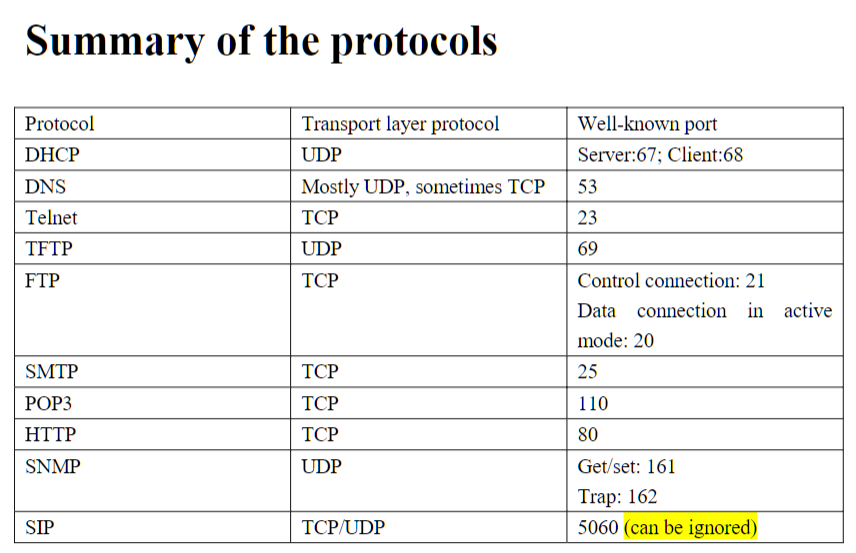 Summary of the protocols
Protocol Transport layer protocol Well-known port
DHCP UDP Server:67; Client:68
DNS Mostly UDP, sometimes TCP 53
Telnet TCP 23
TFTP UDP 69
FTP TCP Control connection: 21
Data connection in active
mode: 20
SMTP TCP 25
POP3 TCP 110
HTTP TCP 80
SNMP UDP Get/set: 161
Trap: 162
SIP TCP/UDP 5060 (can be ignored)